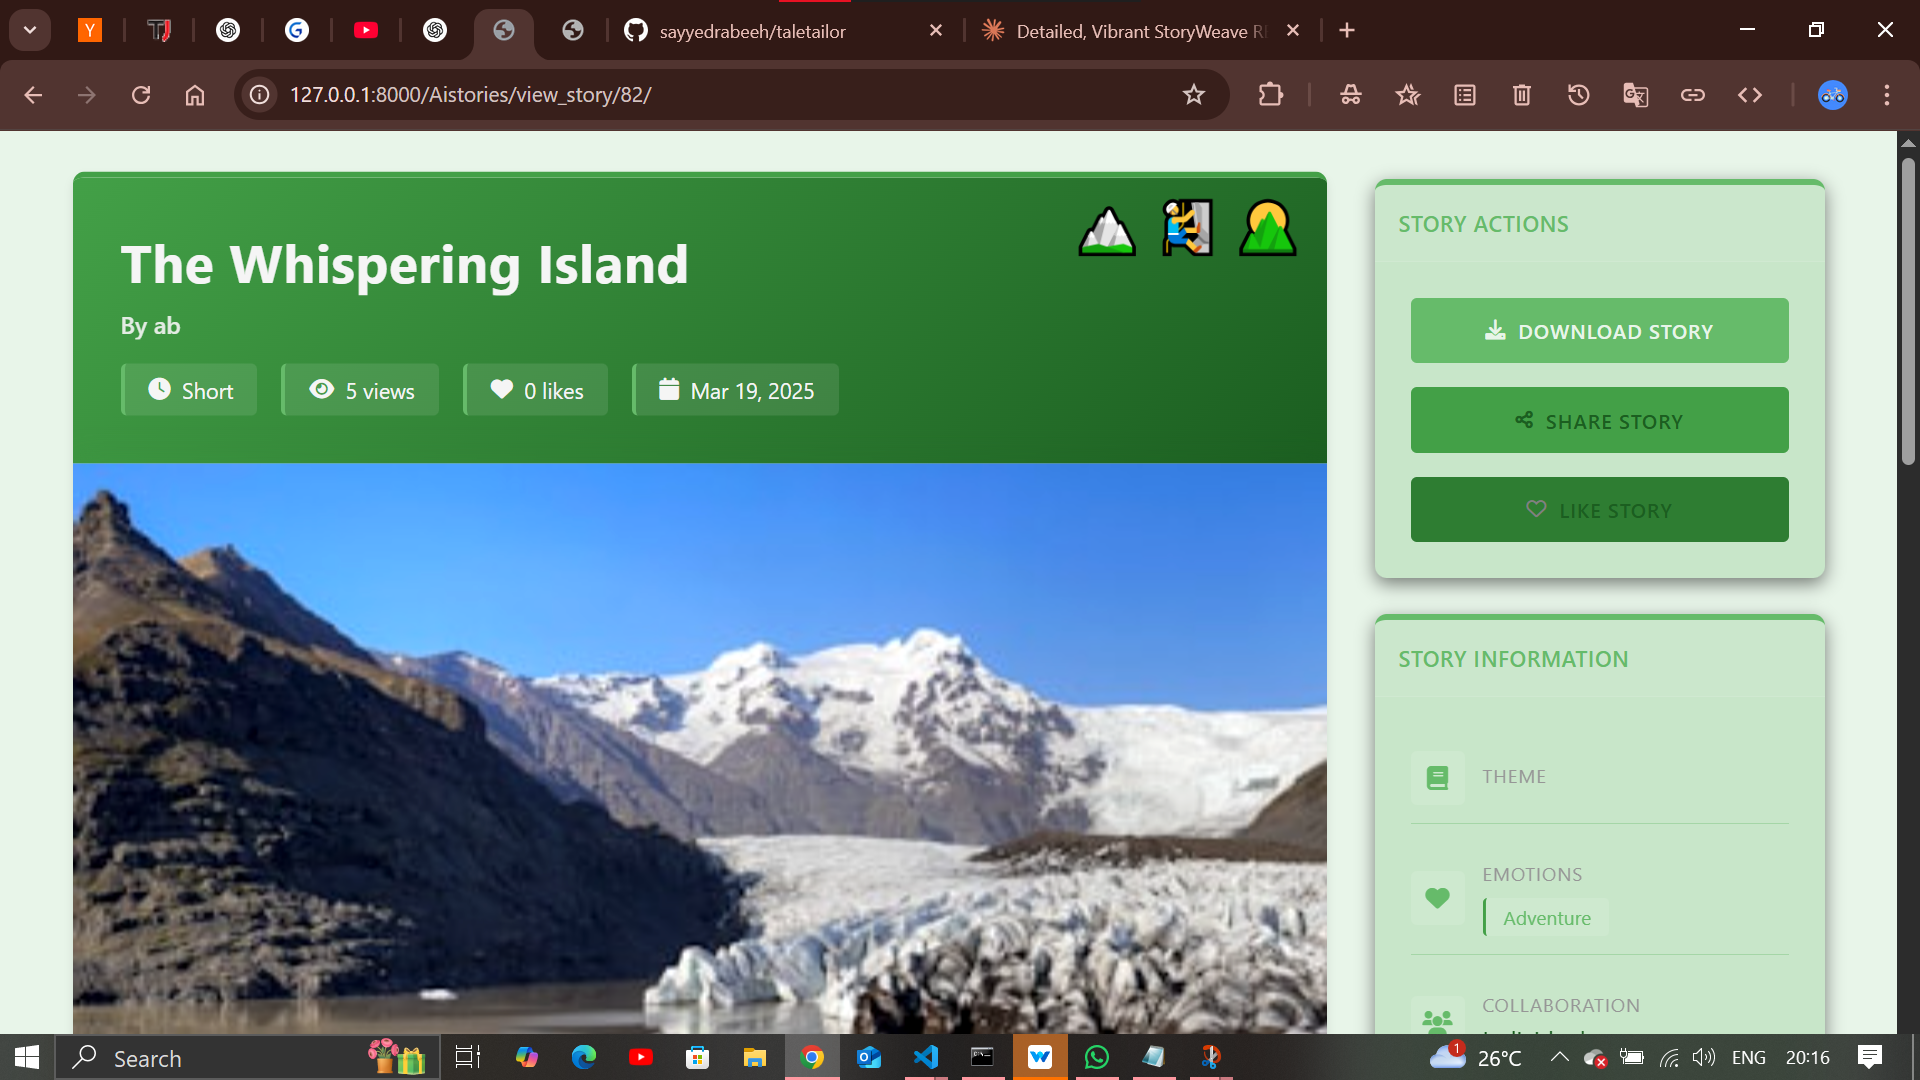 sayyedrabeeh/taletailor
Detailed, Vibrant StoryWeave
127.0.0.1:8000/Aistories/view_story/82/
The Whispering Island
By ab
Short
5 views
0 likes
Mar 19, 2025
STORY ACTIONS
DOWNLOAD STORY
SHARE STORY
LIKE STORY
STORY INFORMATION
THEME
EMOTIONS
Adventure
COLLABORATION
Search
1
26°C
ENG
20:16